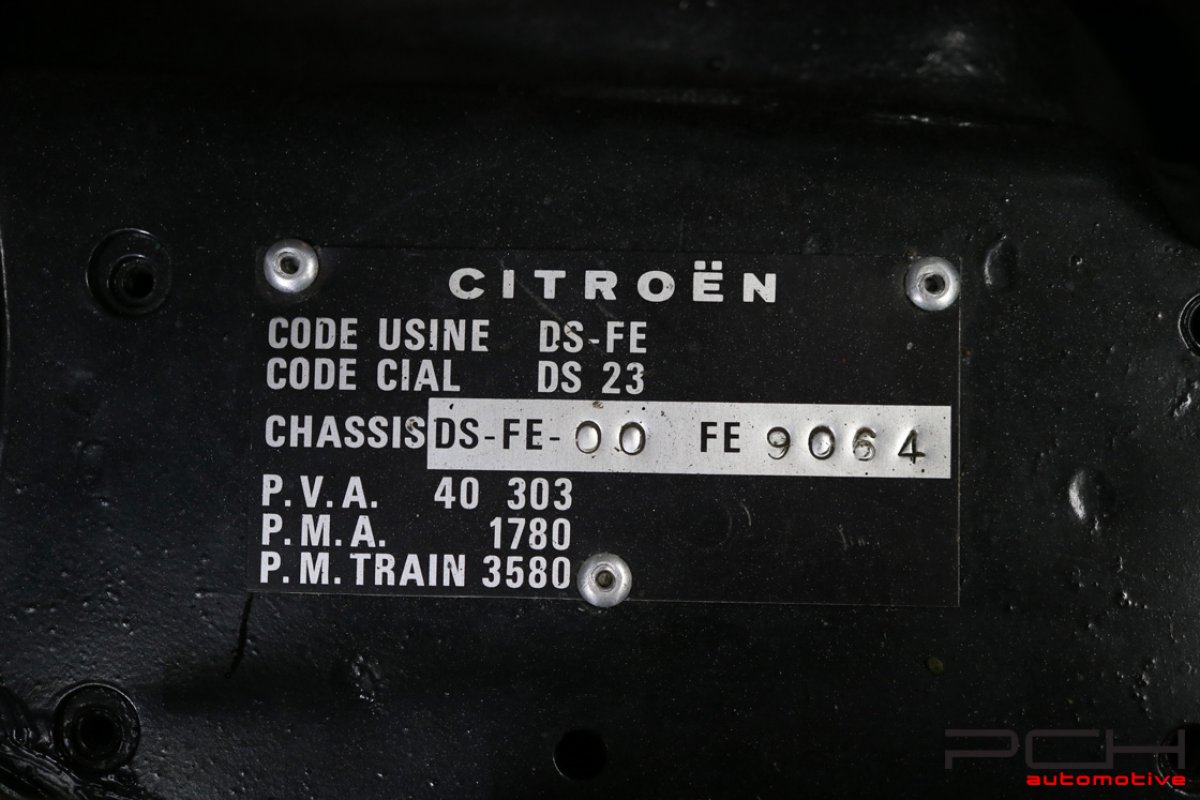 CITROËN
CODE USINE DS-FE
CODE CIAL DS 23
CHASSIS DS-FE-00 FE 9064
P.V.A. 40 303
P.M.A. 1780
P.M.TRAIN 3580
PCH
automotive